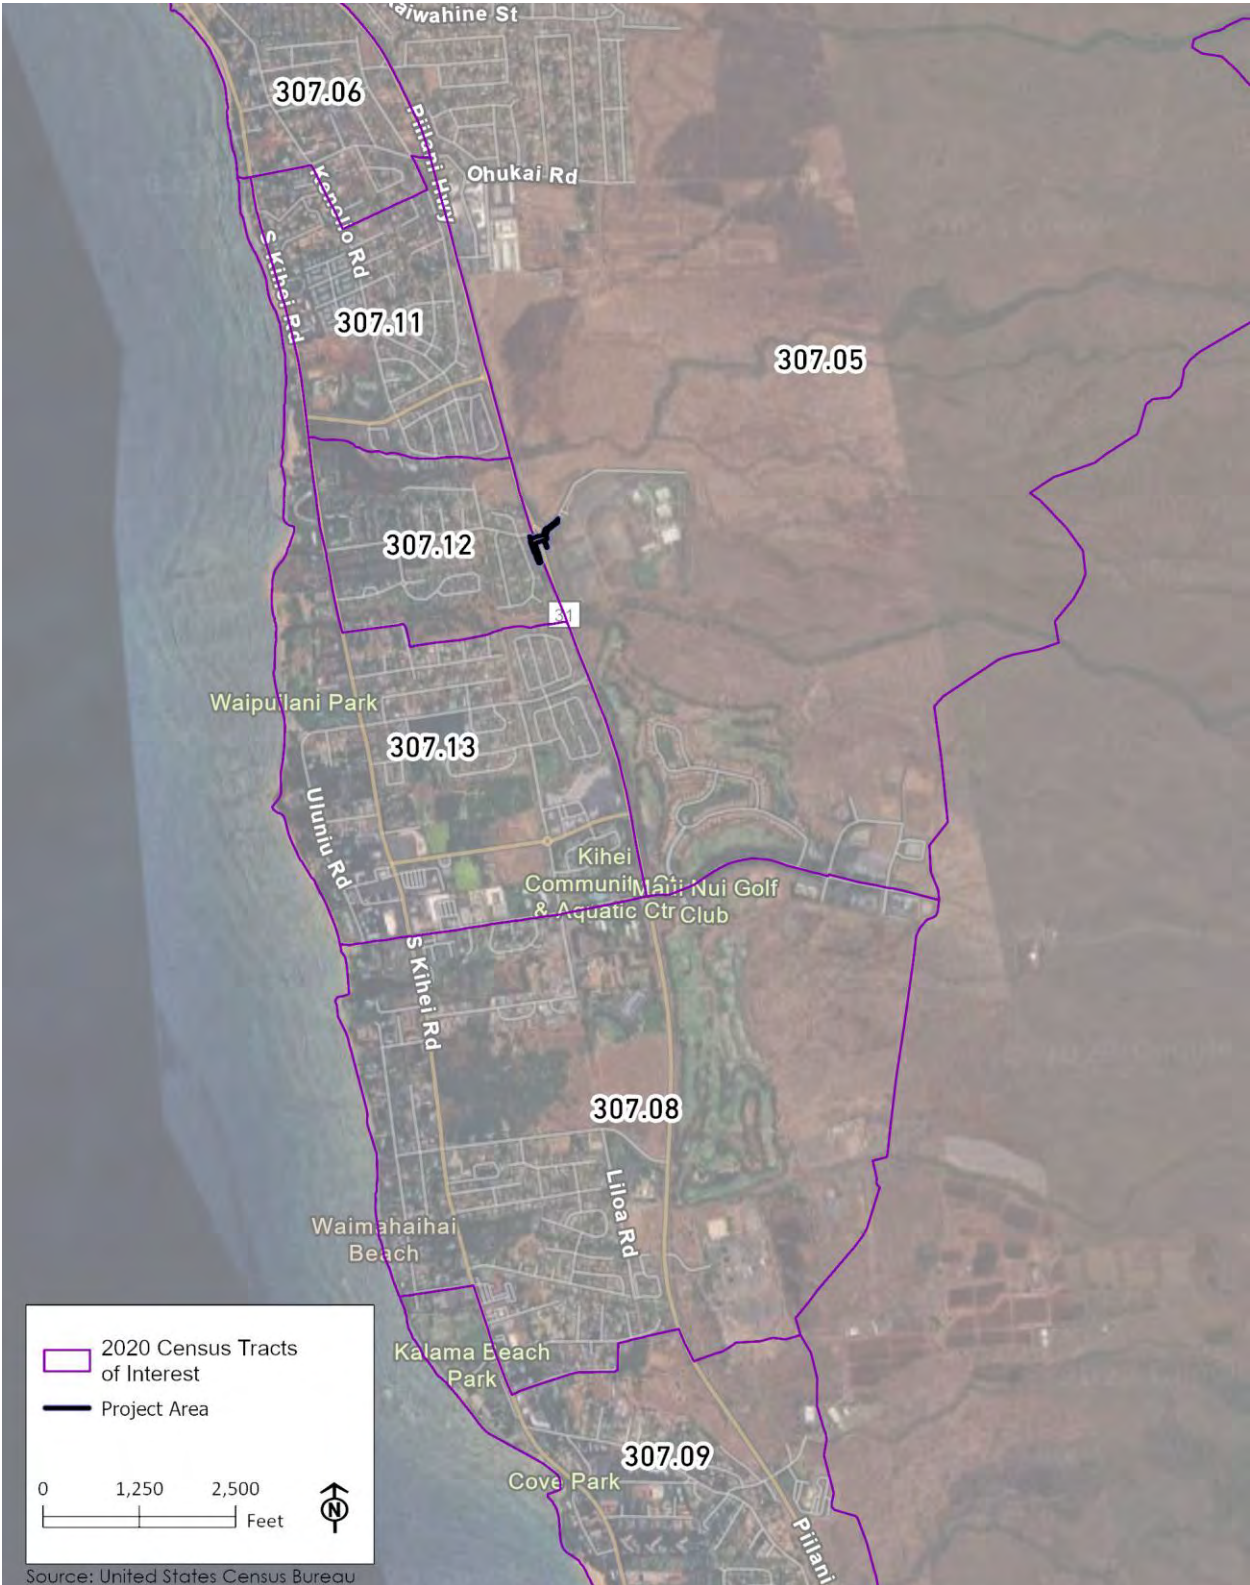 Kaiwahine St
307.06
Piilani Hwy
Ohukai Rd
Kenolio Rd
S Kihei Rd
307.11
307.05
307.12
31
Waipuilani Park
307.13
Uluniu Rd
Kihei
Community Ctr
& Aquatic Ctr
Maui Nui Golf
Club
S Kihei Rd
307.08
Liloa Rd
Waimahaihai
Beach
Kalama Beach
Park
307.09
Cove Park
Piilani
2020 Census Tracts
of Interest
Project Area
0 1,250 2,500
Feet
N
Source: United States Census Bureau